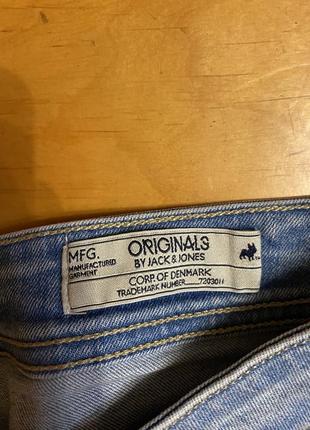 MFG. ORIGINALS
MANUFACTURED BY JACK & JONES
GARMENT
CORP. OF DENMARK
TRADEMARK NUMBER